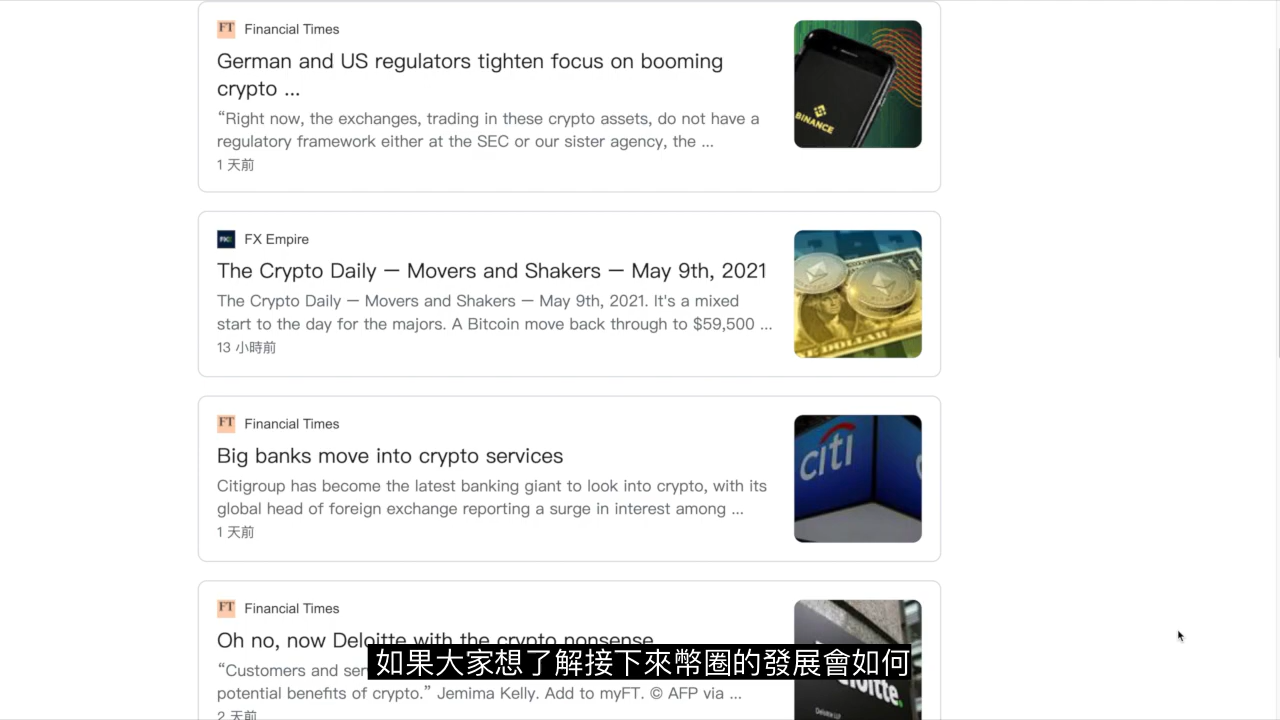 FT Financial Times
German and US regulators tighten focus on booming
crypto ...
“Right now, the exchanges, trading in these crypto assets, do not have a
regulatory framework either at the SEC or our sister agency, the ...
1 天前
BINANCE
FX Empire
The Crypto Daily – Movers and Shakers – May 9th, 2021
The Crypto Daily – Movers and Shakers – May 9th, 2021. It's a mixed
start to the day for the majors. A Bitcoin move back through to $59,500 ...
13 小時前
DOLLAR
FT Financial Times
Big banks move into crypto services
Citigroup has become the latest banking giant to look into crypto, with its
global head of foreign exchange reporting a surge in interest among ...
1 天前
citi
FT Financial Times
Oh no, now Deloitte with the crypto nonsense
“Customers and ser
potential benefits of crypto.” Jemima Kelly. Add to myFT. © AFP via ...
2 天前
如果大家想了解接下來幣圈的發展會如何